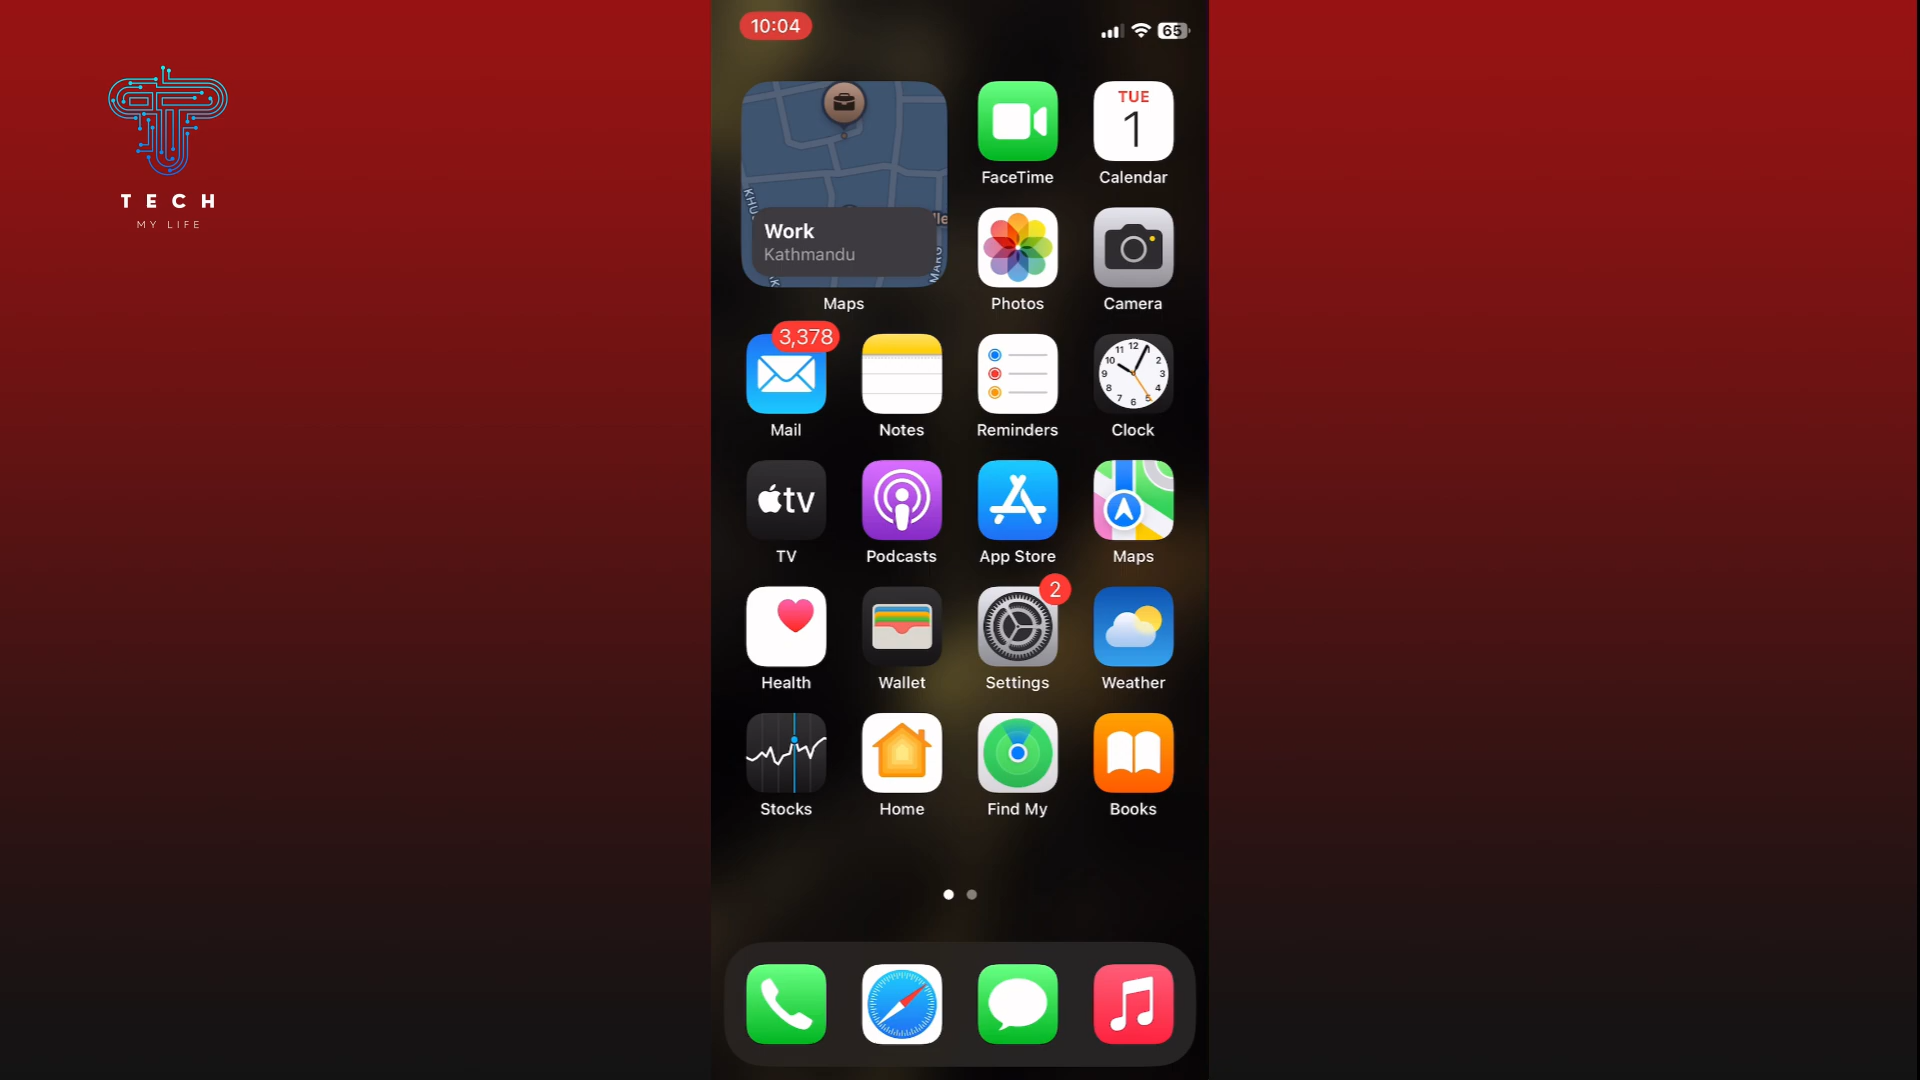 10:04
65
TECH
MY LIFE
TUE
1
FaceTime
Calendar
Work
Kathmandu
Maps
Photos
Camera
3,378
Mail
Notes
Reminders
Clock
tv
TV
Podcasts
App Store
Maps
2
Health
Wallet
Settings
Weather
Stocks
Home
Find My
Books